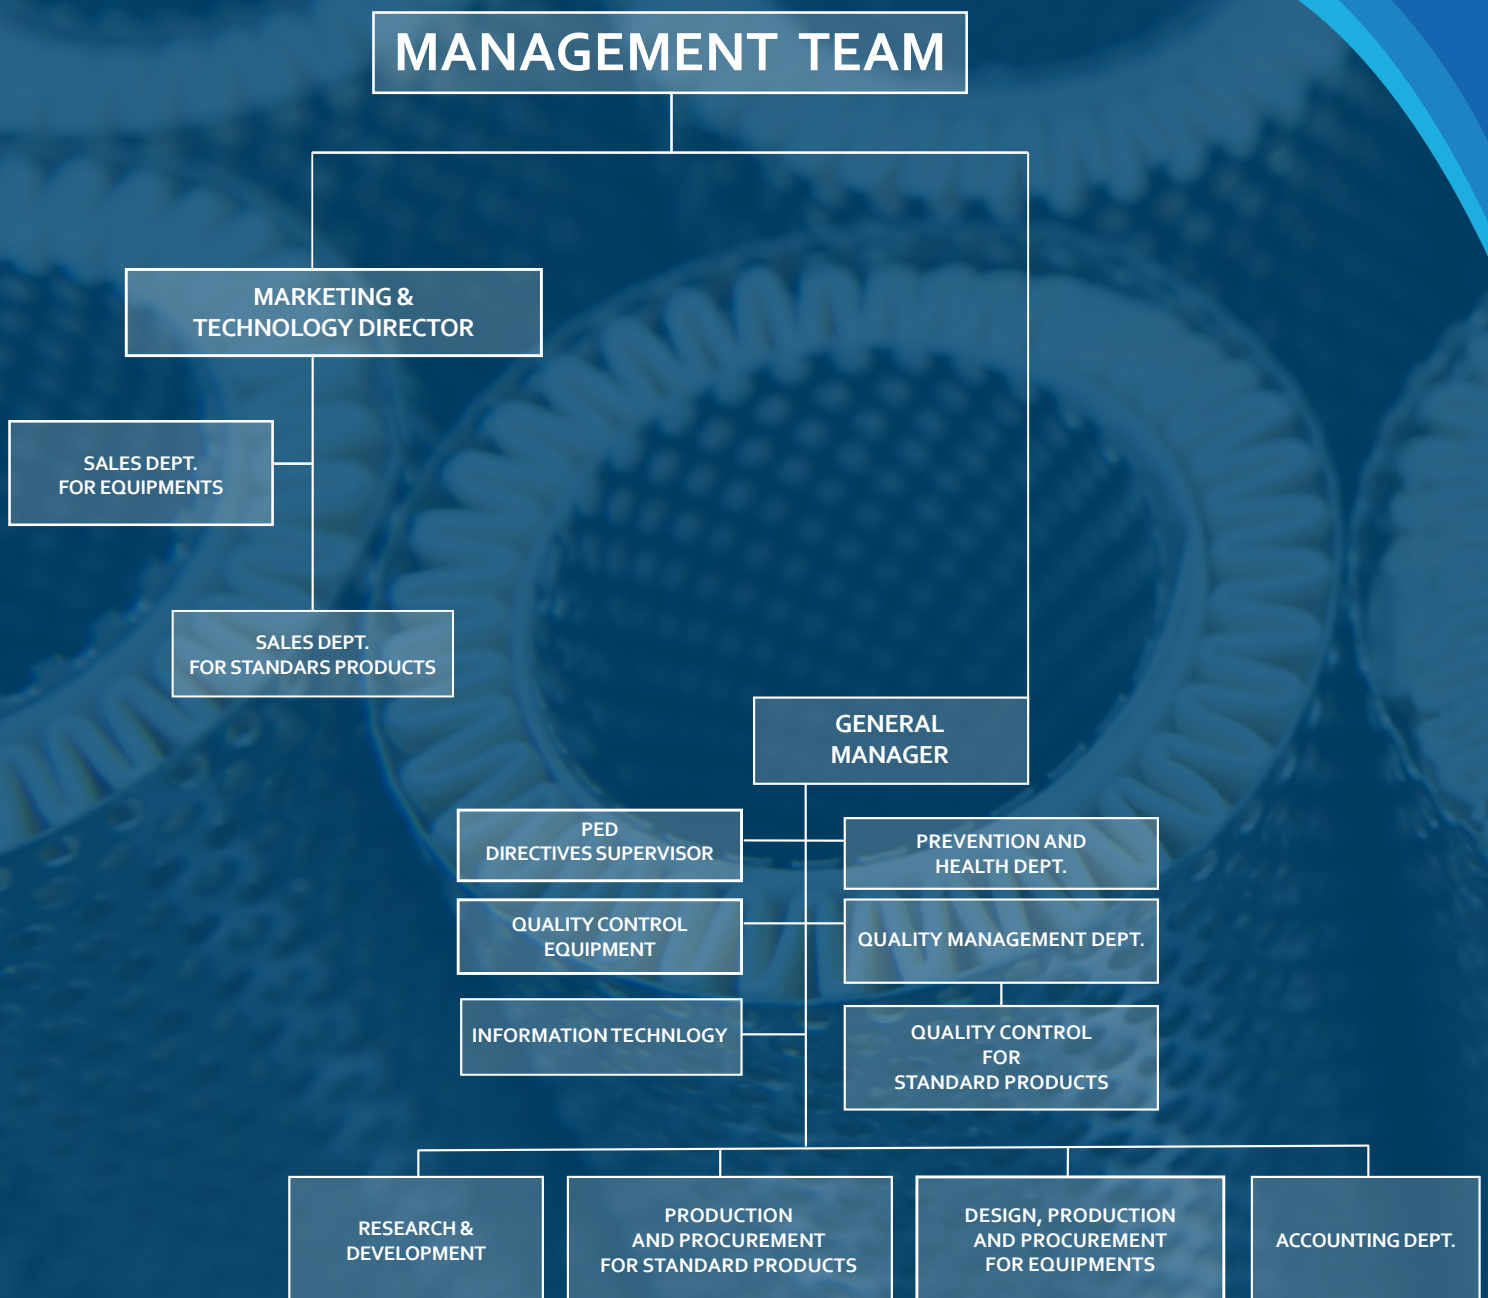 MANAGEMENT TEAM
MARKETING &
TECHNOLOGY DIRECTOR
SALES DEPT.
FOR EQUIPMENTS
SALES DEPT.
FOR STANDARS PRODUCTS
GENERAL
MANAGER
PED
DIRECTIVES SUPERVISOR
PREVENTION AND
HEALTH DEPT.
QUALITY CONTROL
EQUIPMENT
QUALITY MANAGEMENT DEPT.
INFORMATION TECHNLOGY
QUALITY CONTROL
FOR
STANDARD PRODUCTS
RESEARCH &
DEVELOPMENT
PRODUCTION
AND PROCUREMENT
FOR STANDARD PRODUCTS
DESIGN, PRODUCTION
AND PROCUREMENT
FOR EQUIPMENTS
ACCOUNTING DEPT.